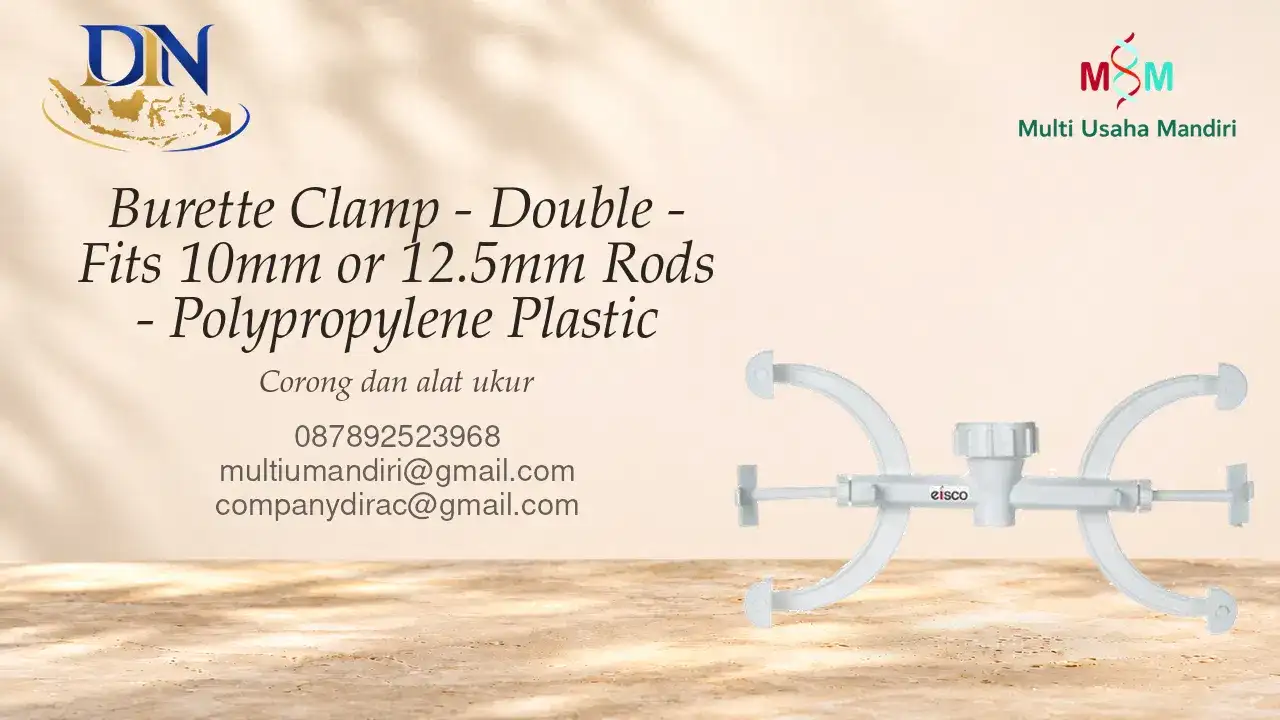 DIN
MSM
Multi Usaha Mandiri
Burette Clamp - Double -
Fits 10mm or 12.5mm Rods
- Polypropylene Plastic
Corong dan alat ukur
087892523968
multiumandiri@gmail.com
companydirac@gmail.com
eisco